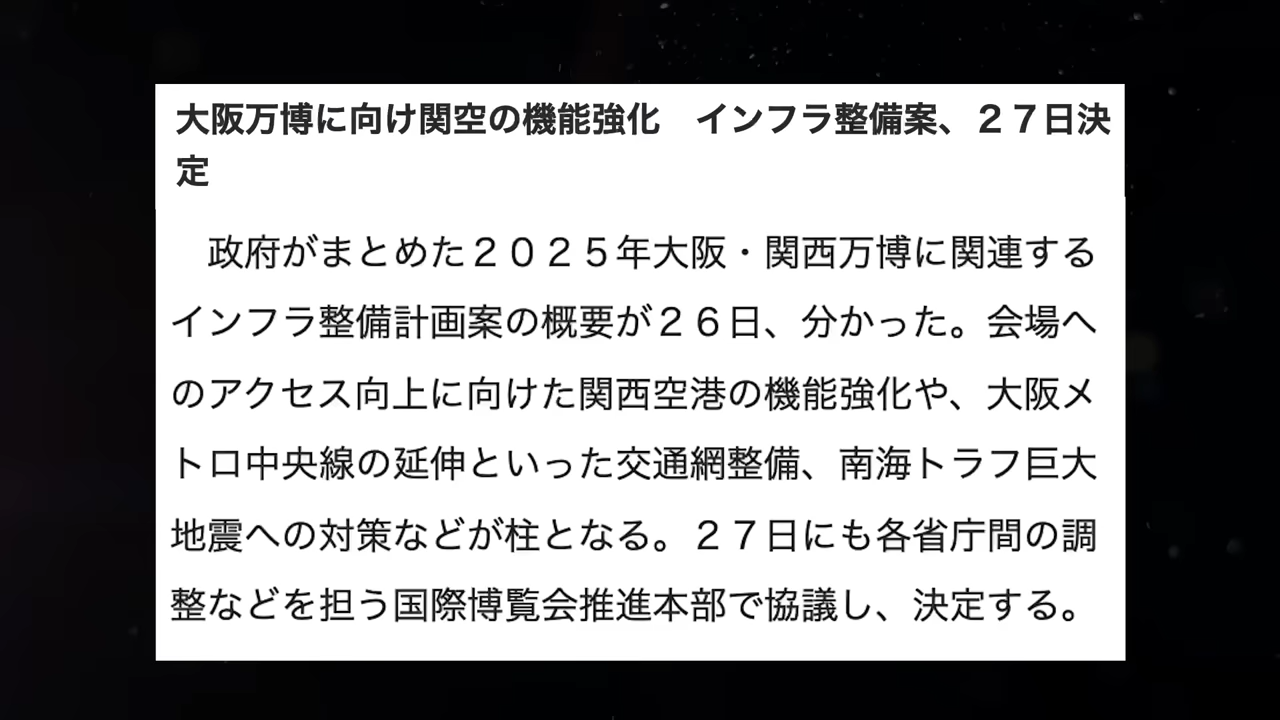 大阪万博に向け関空の機能強化　インフラ整備案、２７日決
定
　政府がまとめた２０２５年大阪・関西万博に関連する
インフラ整備計画案の概要が２６日、分かった。会場へ
のアクセス向上に向けた関西空港の機能強化や、大阪メ
トロ中央線の延伸といった交通網整備、南海トラフ巨大
地震への対策などが柱となる。２７日にも各省庁間の調
整などを担う国際博覧会推進本部で協議し、決定する。